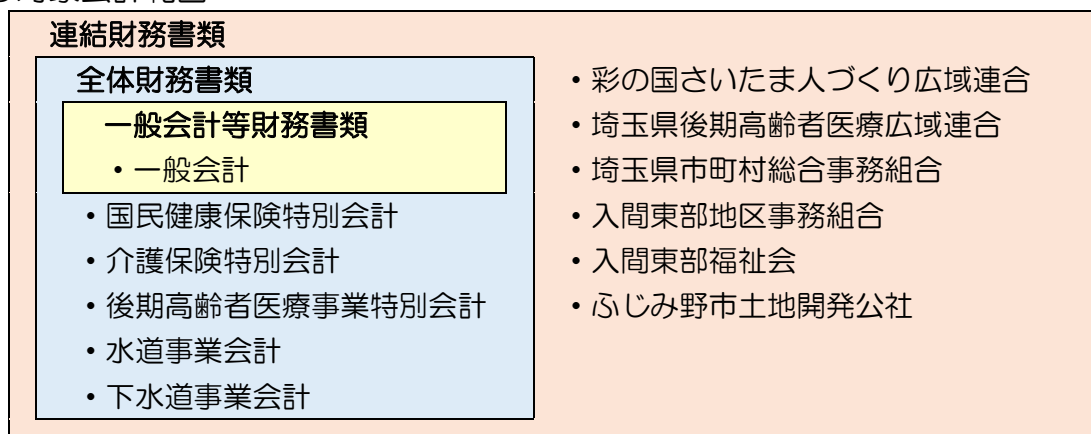 連結財務書類
全体財務書類
一般会計等財務書類
・一般会計
・国民健康保険特別会計
・介護保険特別会計
・後期高齢者医療事業特別会計
・水道事業会計
・下水道事業会計
・彩の国さいたま人づくり広域連合
・埼玉県後期高齢者医療広域連合
・埼玉県市町村総合事務組合
・入間東部地区事務組合
・入間東部福祉会
・ふじみ野市土地開発公社